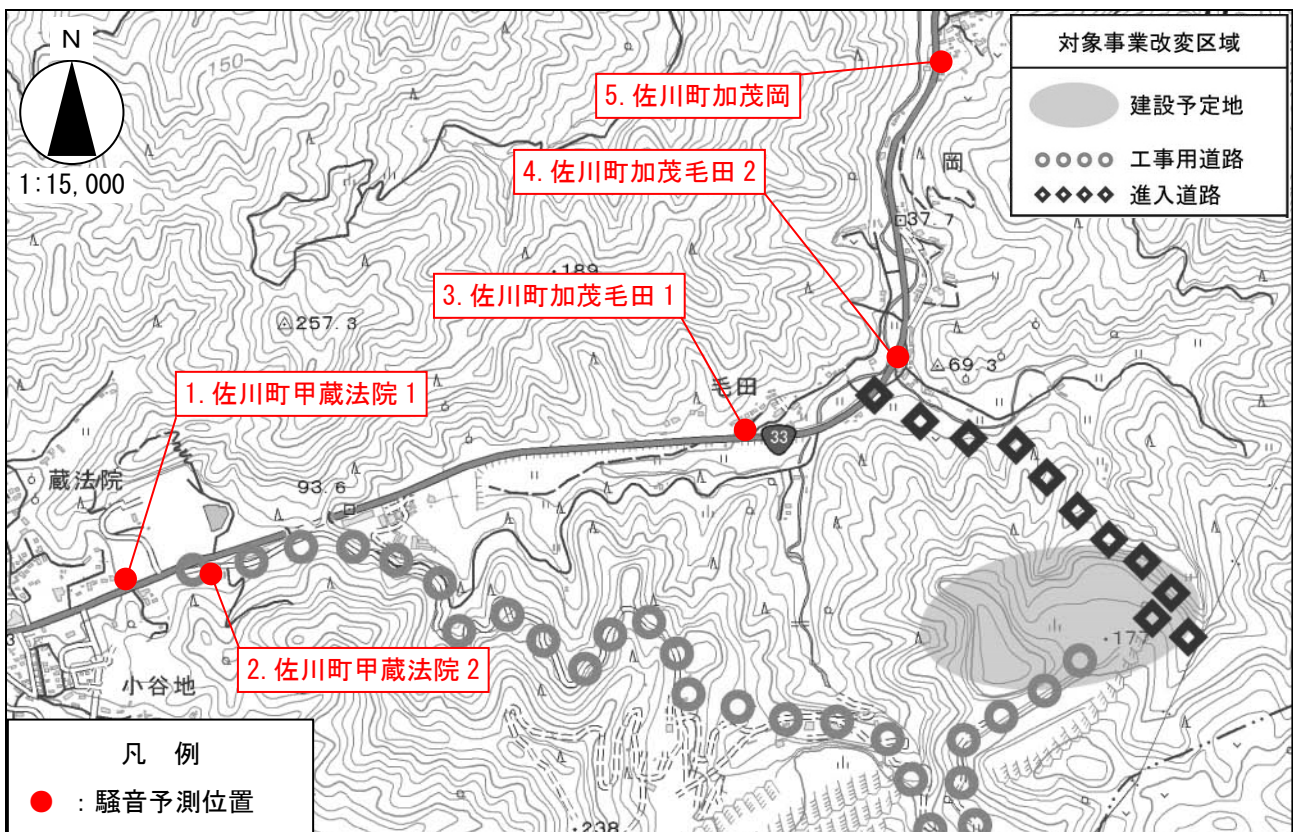 N
1:15,000
対象事業改変区域
建設予定地
工事用道路
進入道路
150
5. 佐川町加茂岡
4. 佐川町加茂毛田2
岡
37.7
189
3. 佐川町加茂毛田1
257.3
69.3
毛田
33
1. 佐川町甲蔵法院1
蔵法院
93.6
2. 佐川町甲蔵法院2
小谷地
凡 例
：騒音予測位置
238